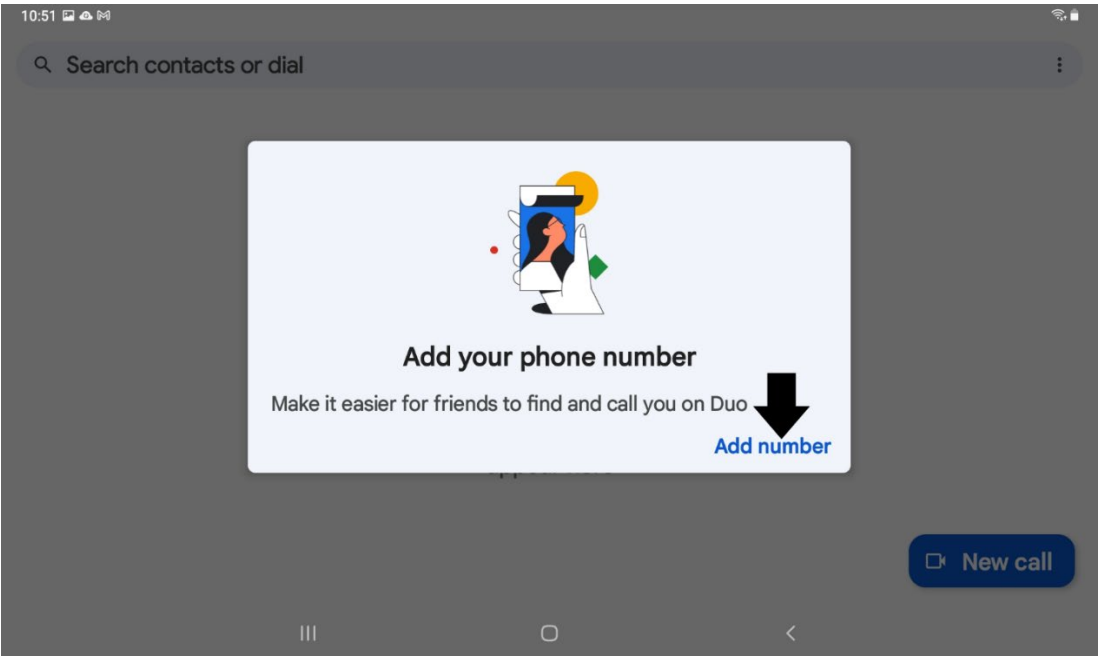 10:51
Search contacts or dial
Add your phone number
Make it easier for friends to find and call you on Duo
Add number
New call